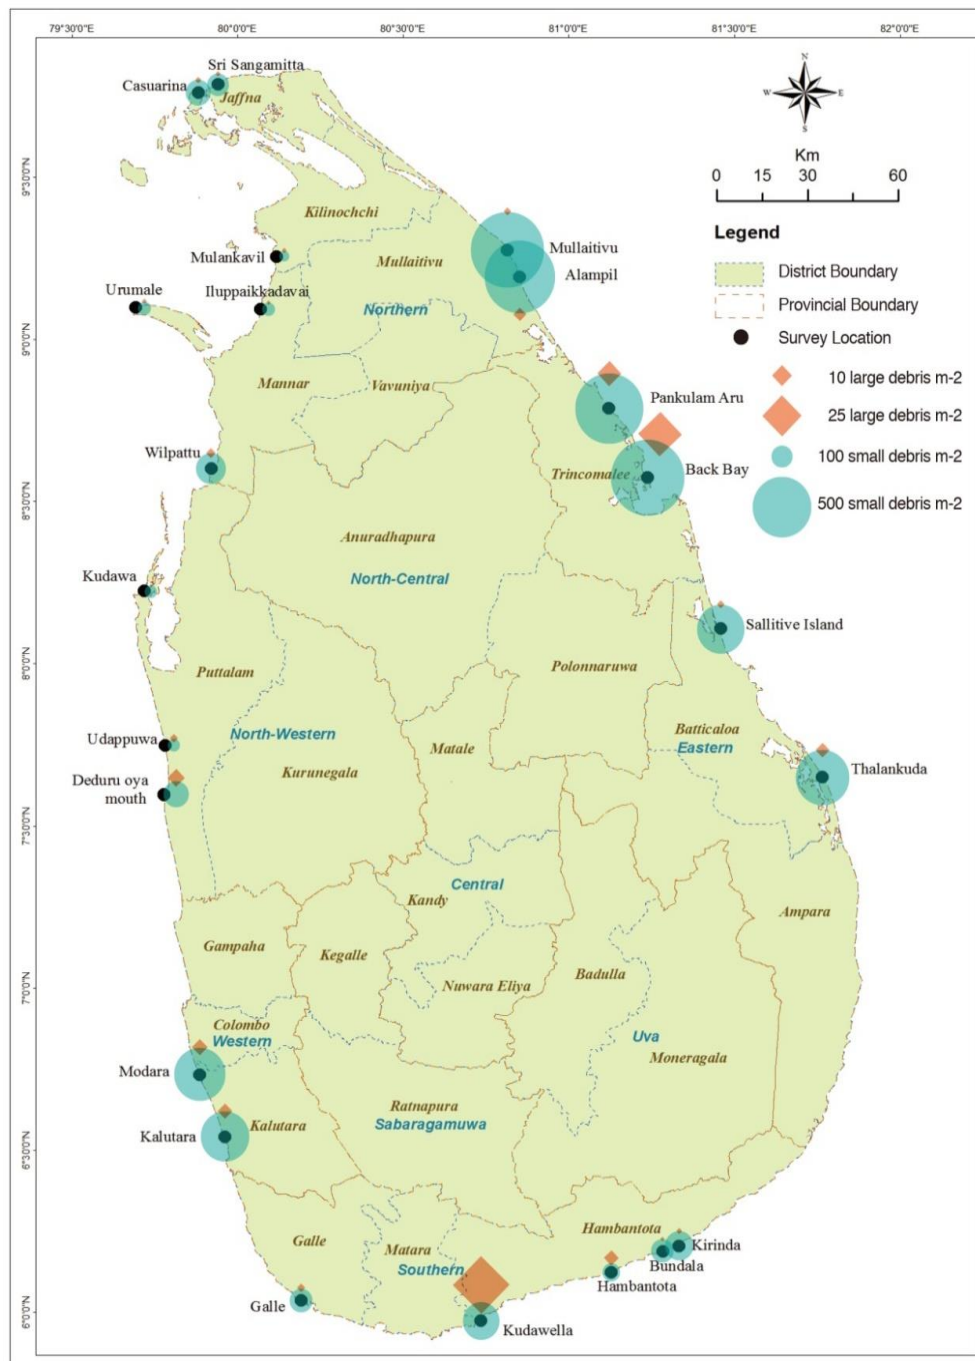 79°30'0"E 80°0'0"E 80°30'0"E 81°0'0"E 81°30'0"E 82°0'0"E
Sri Sangamitta
Casuarina
Jaffna
N
W E
S
Km
0 15 30 60
9°30'0"N
Kilinochchi
Legend
Mullaitivu
Mulankavil
Mullaitivu
Alampil
District Boundary
Urumale
Iluppaikkadavai
Northern
Provincial Boundary
9°0'0"N
Survey Location
Mannar
Vavuniya
10 large debris m-2
Pankulam Aru
25 large debris m-2
Wilpattu
100 small debris m-2
Trincomalee
Back Bay
8°30'0"N
500 small debris m-2
Anuradhapura
Kudawa
North-Central
Sallitive Island
8°0'0"N
Puttalam
Polonnaruwa
Udappuwa
North-Western
Matale
Batticaloa
Eastern
Kurunegala
Thalankuda
Deduru oya
mouth
7°30'0"N
Central
Kandy
Ampara
Gampaha
Kegalle
Badulla
Nuwara Eliya
7°0'0"N
Colombo
Western
Uva
Moneragala
Modara
Ratnapura
Sabaragamuwa
Kalutara
Kalutara
6°30'0"N
Galle
Matara
Hambantota
Kirinda
Southern
Bundala
Hambantota
Galle
6°0'0"N
Kudawella